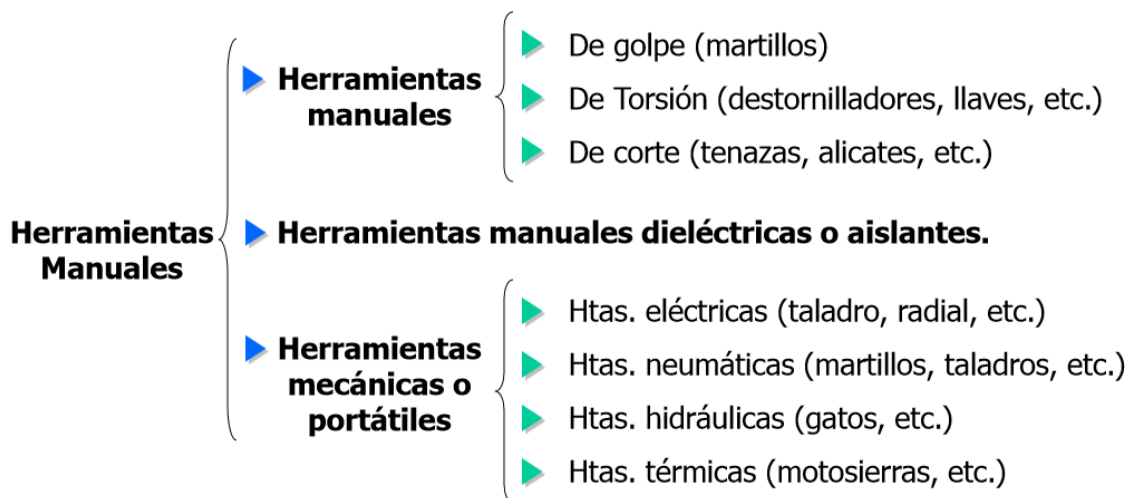 Herramientas
Manuales
Herramientas
manuales
De golpe (martillos)
De Torsión (destornilladores, llaves, etc.)
De corte (tenazas, alicates, etc.)
Herramientas manuales dieléctricas o aislantes.
Herramientas
mecánicas o
portátiles
Htas. eléctricas (taladro, radial, etc.)
Htas. neumáticas (martillos, taladros, etc.)
Htas. hidráulicas (gatos, etc.)
Htas. térmicas (motosierras, etc.)